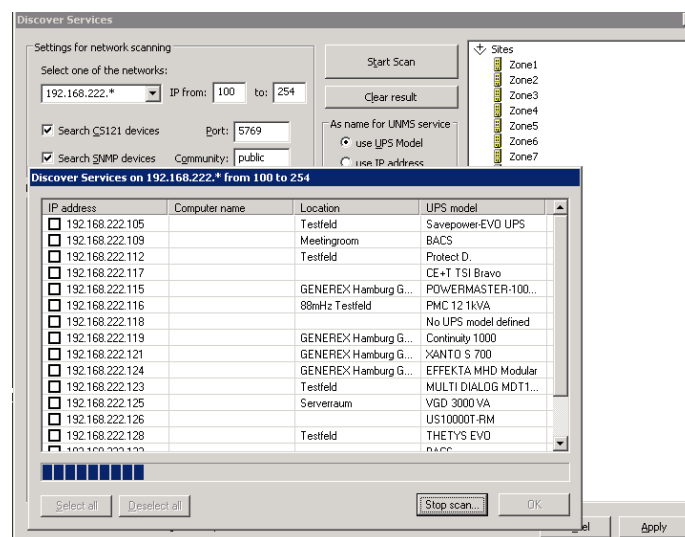 Discover Services
Settings for network scanning
Select one of the networks:
192.168.222.* IP from: 100 to: 254
Search CS121 devices Port: 5769
Search SNMP devices Community: public
Start Scan
Clear result
As name for UNMS service
use UPS Model
use IP address
Sites
Zone1
Zone2
Zone3
Zone4
Zone5
Zone6
Zone7
Discover Services on 192.168.222.* from 100 to 254
IP address Computer name Location UPS model
192.168.222.105 Testfeld Savepower-EVO UPS
192.168.222.109 Meetingroom BACS
192.168.222.112 Testfeld Protect D.
192.168.222.117 CE+T TSI Bravo
192.168.222.115 GENEREX Hamburg G... POWERMASTER-100...
192.168.222.116 88mHz Testfeld PMC 12 1kVA
192.168.222.118 No UPS model defined
192.168.222.119 GENEREX Hamburg G... Continuity 1000
192.168.222.121 GENEREX Hamburg G... XANTO S 700
192.168.222.124 GENEREX Hamburg G... EFFEKTA MHD Modular
192.168.222.123 Testfeld MULTI DIALOG MDT1...
192.168.222.125 Serverraum VGD 3000 VA
192.168.222.126 US10000T-RM
192.168.222.128 Testfeld THETYS EVO
Select all Deselect all Stop scan... OK
Apply